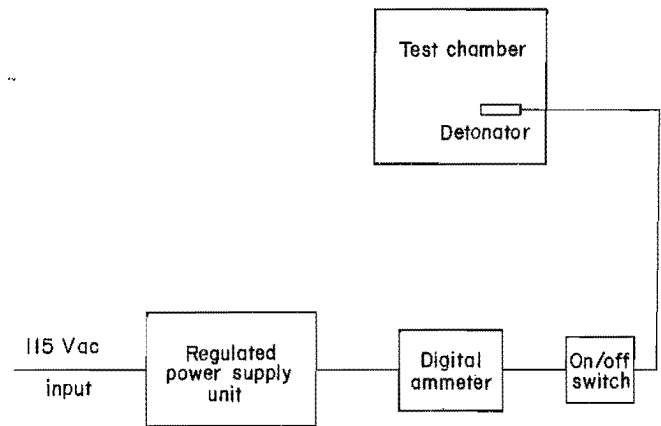 Test chamber
Detonator
115 Vac
input
Regulated
power supply
unit
Digital
ammeter
On/off
switch